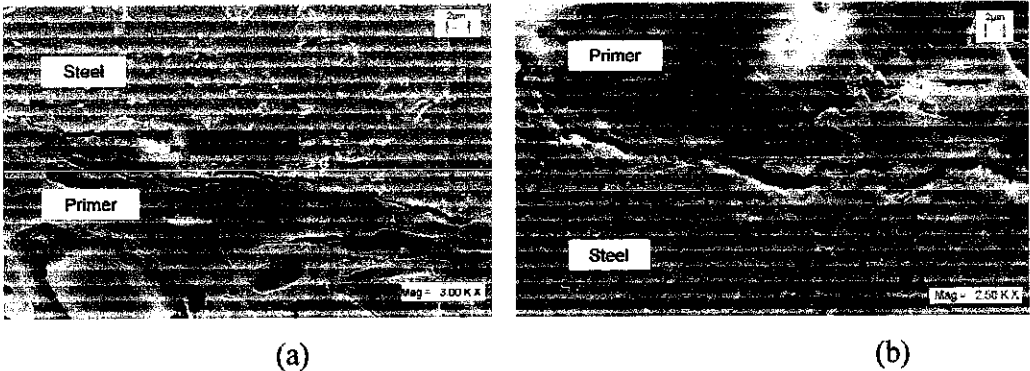 2µm
Steel
Primer
Mag = 3.00 K X
(a)
2µm
Primer
Steel
Mag = 2.50 K X
(b)